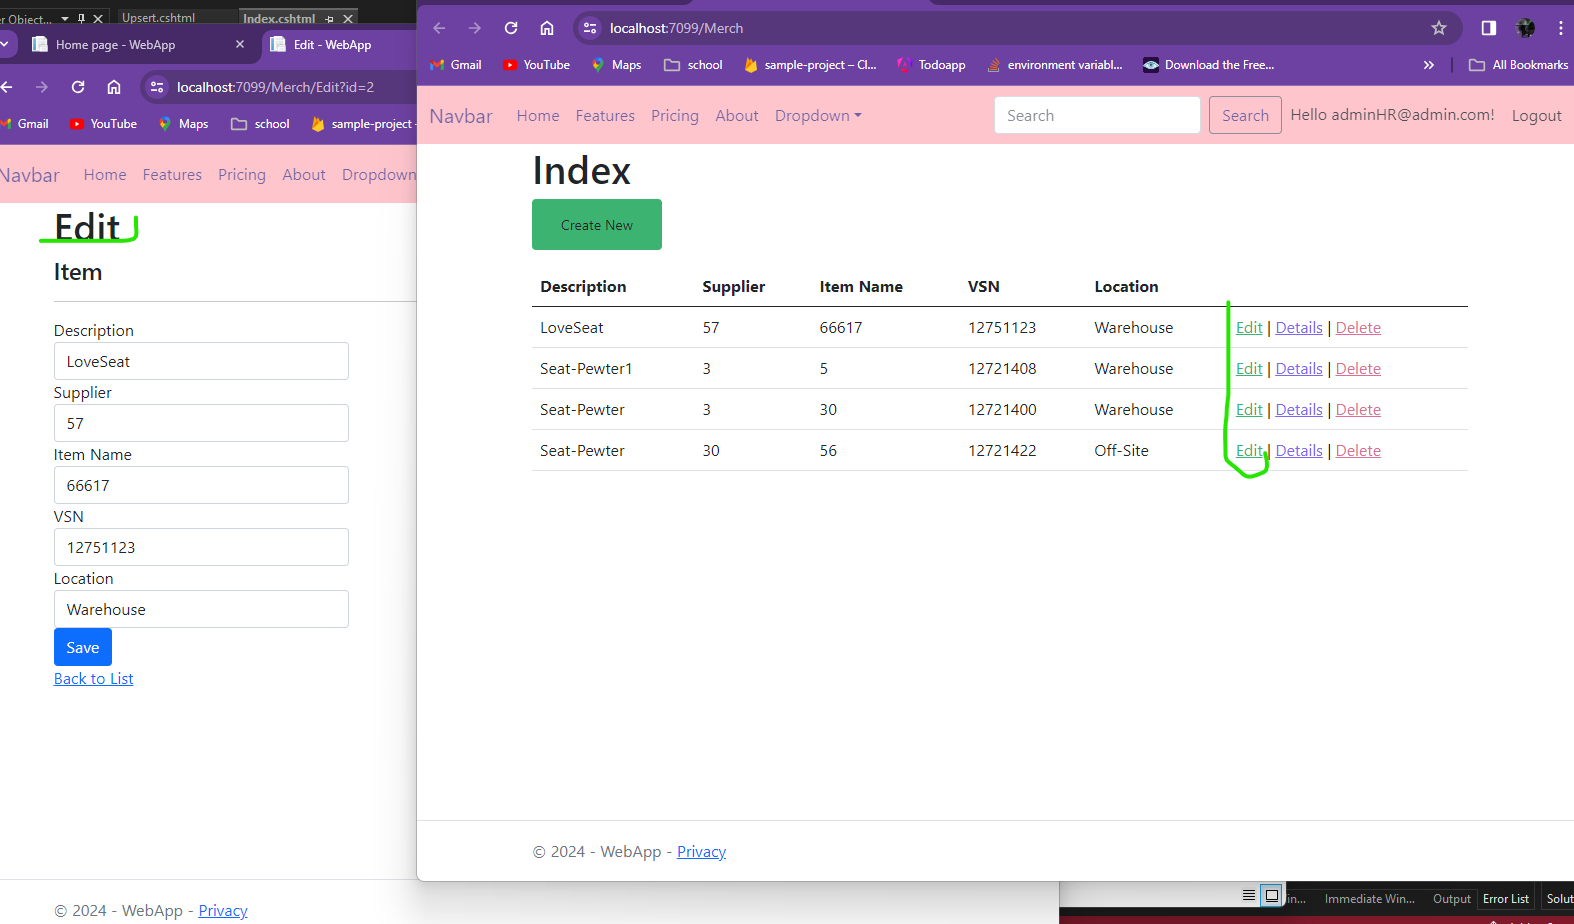 er Object...
Upsert.cshtml
Index.cshtml
Home page - WebApp
Edit - WebApp
localhost:7099/Merch/Edit?id=2
Gmail
YouTube
Maps
school
sample-project
Navbar
Home
Features
Pricing
About
Dropdown
Edit
Item
Description
LoveSeat
Supplier
57
Item Name
66617
VSN
12751123
Location
Warehouse
Save
Back to List
© 2024 - WebApp - Privacy
localhost:7099/Merch
Gmail
YouTube
Maps
school
sample-project – Cl...
Todoapp
environment variabl...
Download the Free...
»
All Bookmarks
Navbar
Home
Features
Pricing
About
Dropdown
Search
Search
Hello adminHR@admin.com!
Logout
Index
Create New
Description Supplier Item Name VSN Location
LoveSeat 57 66617 12751123 Warehouse Edit | Details | Delete
Seat-Pewter1 3 5 12721408 Warehouse Edit | Details | Delete
Seat-Pewter 3 30 12721400 Warehouse Edit | Details | Delete
Seat-Pewter 30 56 12721422 Off-Site Edit | Details | Delete
© 2024 - WebApp - Privacy
in...
Immediate Win...
Output
Error List
Solut